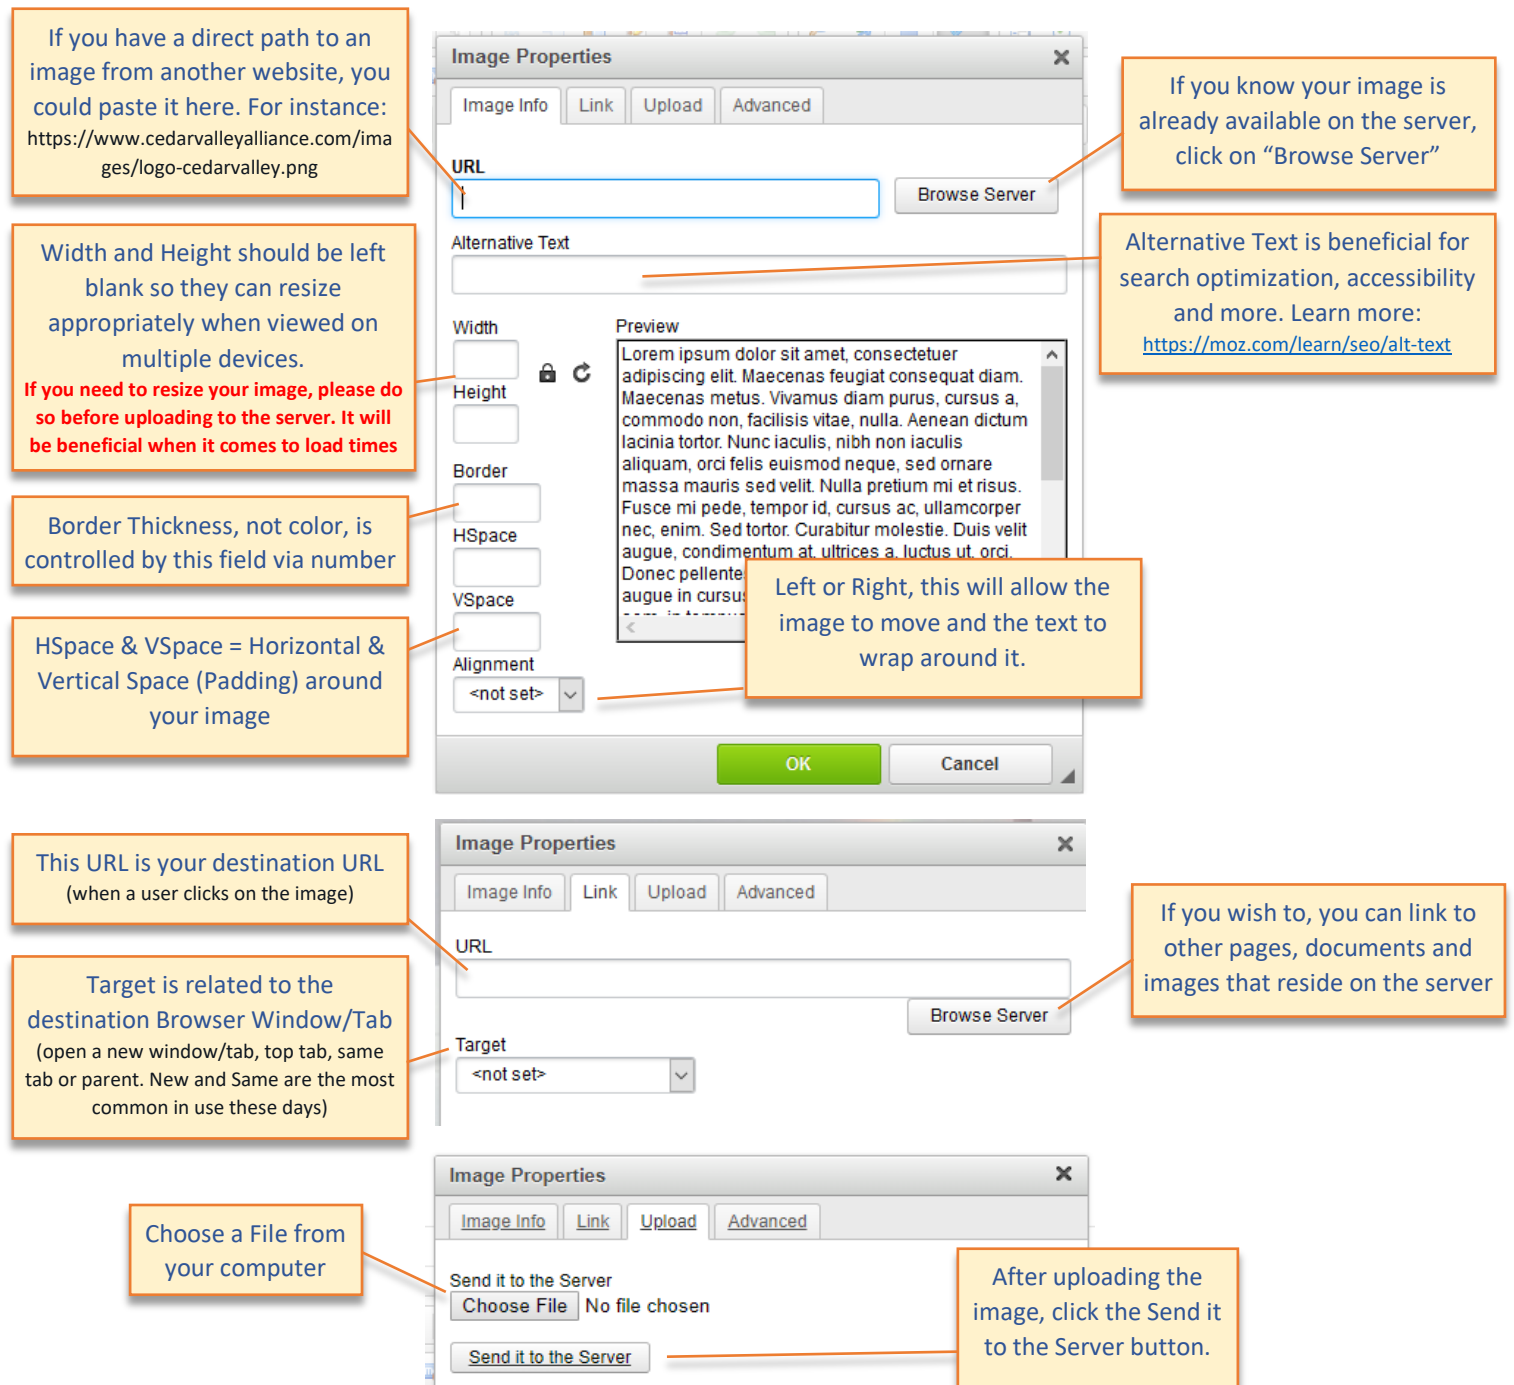 If you have a direct path to an
image from another website, you
could paste it here. For instance:
https://www.cedarvalleyalliance.com/ima
ges/logo-cedarvalley.png
Width and Height should be left
blank so they can resize
appropriately when viewed on
multiple devices.
If you need to resize your image, please do
so before uploading to the server. It will
be beneficial when it comes to load times
Border Thickness, not color, is
controlled by this field via number
HSpace & VSpace = Horizontal &
Vertical Space (Padding) around
your image
Image Properties
Image Info
Link
Upload
Advanced
URL
Browse Server
Alternative Text
Width
Height
Border
HSpace
VSpace
Alignment
<not set>
Preview
Lorem ipsum dolor sit amet, consectetuer
adipiscing elit. Maecenas feugiat consequat diam.
Maecenas metus. Vivamus diam purus, cursus a,
commodo non, facilisis vitae, nulla. Aenean dictum
lacinia tortor. Nunc iaculis, nibh non iaculis
aliquam, orci felis euismod neque, sed ornare
massa mauris sed velit. Nulla pretium mi et risus.
Fusce mi pede, tempor id, cursus ac, ullamcorper
nec, enim. Sed tortor. Curabitur molestie. Duis velit
augue, condimentum at, ultrices a, luctus ut, orci.
Donec pellente
augue in cursus
OK
Cancel
If you know your image is
already available on the server,
click on “Browse Server”
Alternative Text is beneficial for
search optimization, accessibility
and more. Learn more:
https://moz.com/learn/seo/alt-text
Left or Right, this will allow the
image to move and the text to
wrap around it.
This URL is your destination URL
(when a user clicks on the image)
Target is related to the
destination Browser Window/Tab
(open a new window/tab, top tab, same
tab or parent. New and Same are the most
common in use these days)
Image Properties
Image Info
Link
Upload
Advanced
URL
Browse Server
Target
<not set>
If you wish to, you can link to
other pages, documents and
images that reside on the server
Choose a File from
your computer
Image Properties
Image Info
Link
Upload
Advanced
Send it to the Server
Choose File No file chosen
Send it to the Server
After uploading the
image, click the Send it
to the Server button.